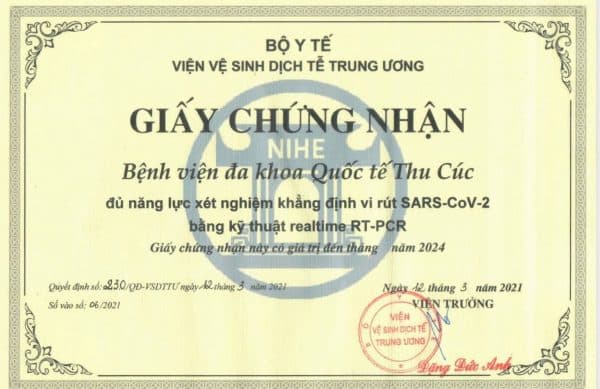 BỘ Y TẾ
VIỆN VỆ SINH DỊCH TỄ TRUNG ƯƠNG
GIẤY CHỨNG NHẬN
NIHE
Bệnh viện đa khoa Quốc tế Thu Cúc
đủ năng lực xét nghiệm khẳng định vi rút SARS-CoV-2
bằng kỹ thuật realtime RT-PCR
Giấy chứng nhận này có giá trị đến tháng năm 2024
Quyết định số: 230/QĐ-VSDTTƯ ngày 12 tháng 3 năm 2021
Số vào sổ: 06/2021
Ngày 12 tháng 3 năm 2021
VIỆN TRƯỞNG
VIỆN
VỆ SINH DỊCH TỄ
TRUNG ƯƠNG
Đặng Đức Anh